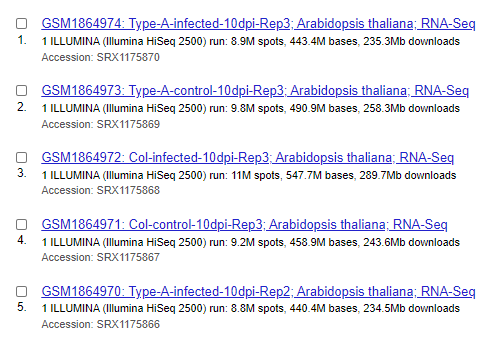 GSM1864974: Type-A-infected-10dpi-Rep3; Arabidopsis thaliana; RNA-Seq
1. 1 ILLUMINA (Illumina HiSeq 2500) run: 8.9M spots, 443.4M bases, 235.3Mb downloads
Accession: SRX1175870
GSM1864973: Type-A-control-10dpi-Rep3; Arabidopsis thaliana; RNA-Seq
2. 1 ILLUMINA (Illumina HiSeq 2500) run: 9.8M spots, 490.9M bases, 258.3Mb downloads
Accession: SRX1175869
GSM1864972: Col-infected-10dpi-Rep3; Arabidopsis thaliana; RNA-Seq
3. 1 ILLUMINA (Illumina HiSeq 2500) run: 11M spots, 547.7M bases, 289.7Mb downloads
Accession: SRX1175868
GSM1864971: Col-control-10dpi-Rep3; Arabidopsis thaliana; RNA-Seq
4. 1 ILLUMINA (Illumina HiSeq 2500) run: 9.2M spots, 458.9M bases, 243.6Mb downloads
Accession: SRX1175867
GSM1864970: Type-A-infected-10dpi-Rep2; Arabidopsis thaliana; RNA-Seq
5. 1 ILLUMINA (Illumina HiSeq 2500) run: 8.8M spots, 440.4M bases, 234.5Mb downloads
Accession: SRX1175866